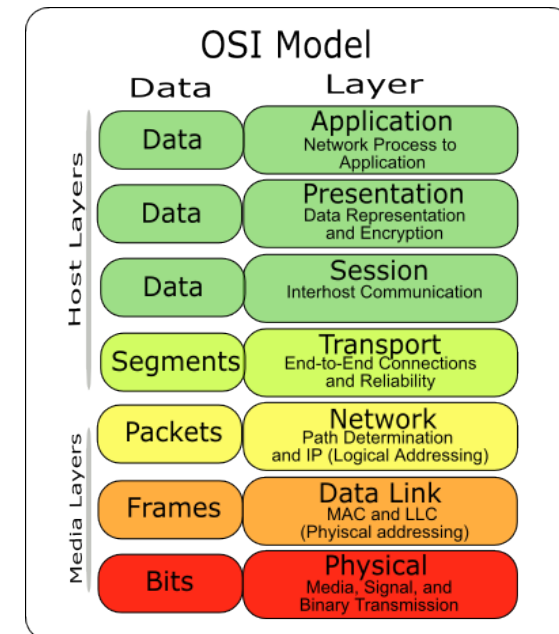 OSI Model
Data Layer
Host Layers
Data
Application
Network Process to
Application
Data
Presentation
Data Representation
and Encryption
Data
Session
Interhost Communication
Segments
Transport
End-to-End Connections
and Reliability
Media Layers
Packets
Network
Path Determination
and IP (Logical Addressing)
Frames
Data Link
MAC and LLC
(Phyiscal addressing)
Bits
Physical
Media, Signal, and
Binary Transmission